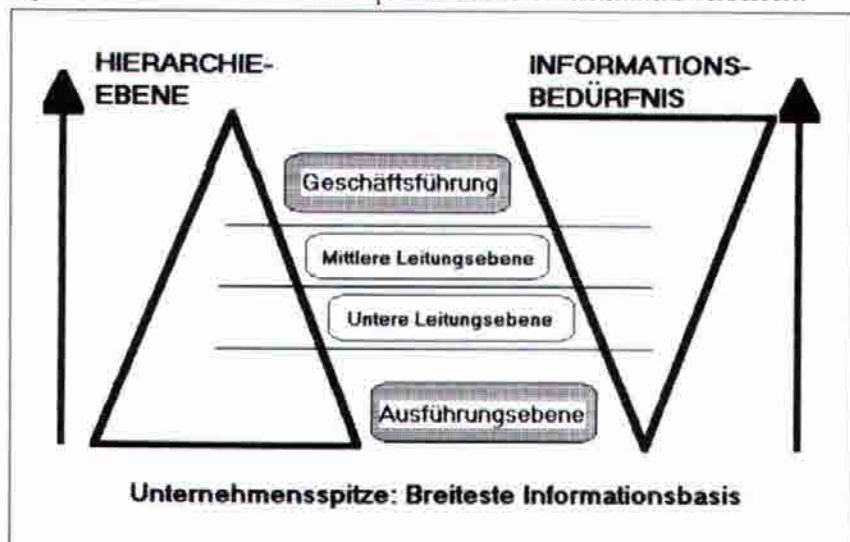 HIERARCHIE-
EBENE
INFORMATIONS-
BEDÜRFNIS
Geschäftsführung
Mittlere Leitungsebene
Untere Leitungsebene
Ausführungsebene
Unternehmensspitze: Breiteste Informationsbasis